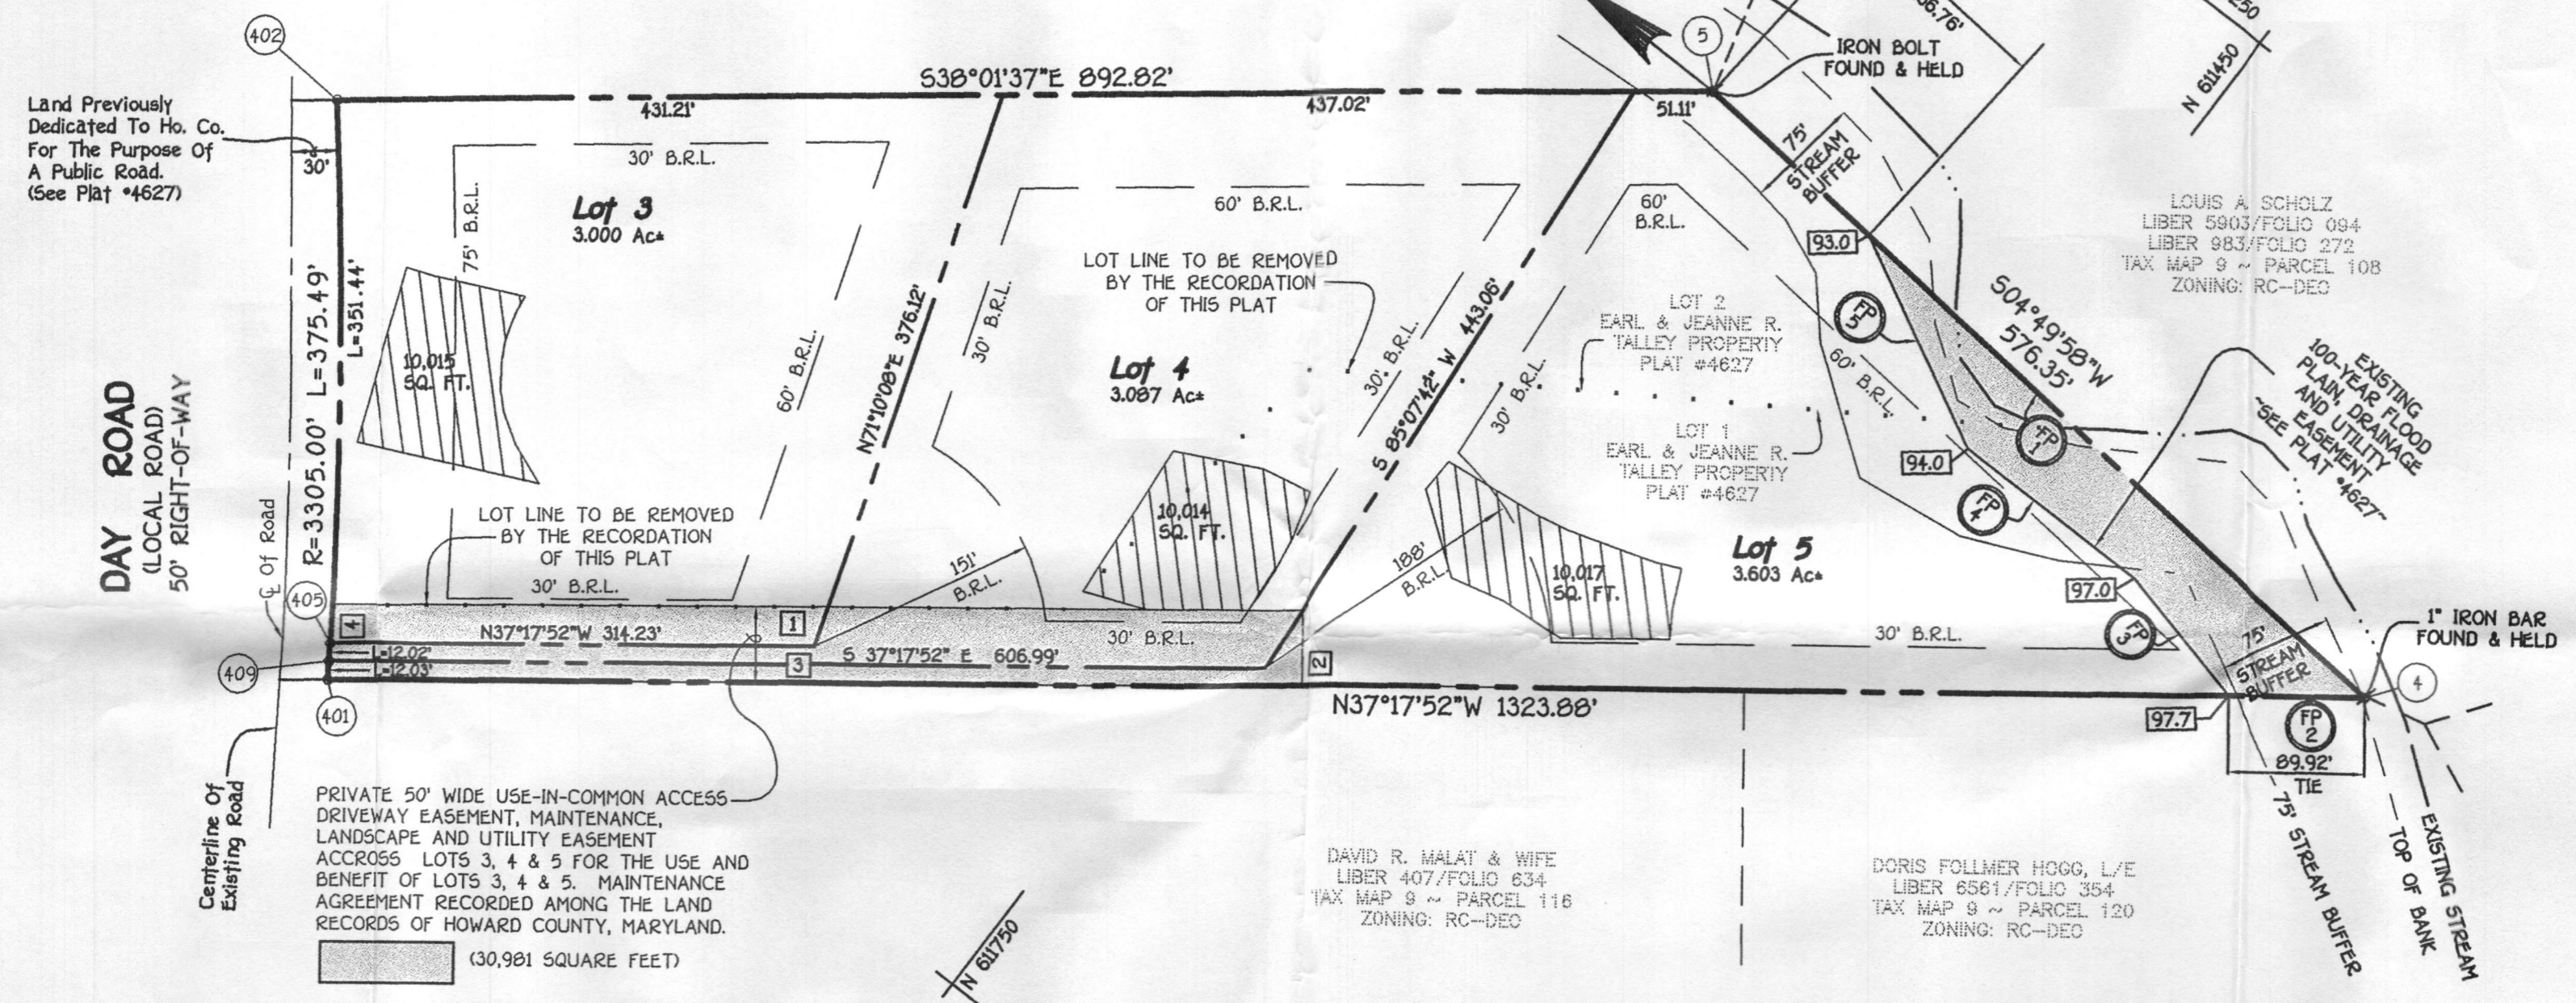 402
Land Previously
Dedicated To Ho. Co.
For The Purpose Of
A Public Road.
(See Plat *4627)
30'
S38°01'37"E 892.82'
431.21'
437.02'
51.11'
5
IRON BOLT
FOUND & HELD
N 611450
75'
STREAM
BUFFER
30' B.R.L.
75' B.R.L.
Lot 3
3.000 Ac±
60' B.R.L.
60' B.R.L.
60'
B.R.L.
LOUIS A. SCHOLZ
LIBER 5903/FOLIO 094
LIBER 983/FOLIO 272
TAX MAP 9 ~ PARCEL 108
ZONING: RC-DEO
93.0
LOT LINE TO BE REMOVED
BY THE RECORDATION
OF THIS PLAT
30' B.R.L.
N71°10'08"E 376.12'
30' B.R.L.
S 85°07'42" W 443.06'
30' B.R.L.
LOT 2
EARL & JEANNE R.
TALLEY PROPERTY
PLAT #4627
FP
5
S04°49'58"W
576.35'
60' B.R.L.
EXISTING
100-YEAR FLOOD
PLAIN, DRAINAGE
AND UTILITY
EASEMENT
~SEE PLAT *4627~
DAY ROAD
(LOCAL ROAD)
50' RIGHT-OF-WAY
R=3305.00' L=375.49'
L=351.44'
10,015
SQ. FT.
Lot 4
3.087 Ac±
LOT 1
EARL & JEANNE R.
TALLEY PROPERTY
PLAT #4627
FP
1
94.0
FP
4
LOT LINE TO BE REMOVED
BY THE RECORDATION
OF THIS PLAT
10,014
SQ. FT.
Lot 5
3.603 Ac±
151'
B.R.L.
188'
B.R.L.
10,017
SQ. FT.
30' B.R.L.
97.0
FP
3
Of Road
405
4
1
N37°17'52"W 314.23'
30' B.R.L.
30' B.R.L.
75'
STREAM
BUFFER
1" IRON BAR
FOUND & HELD
L=12.02'
409
L=12.03'
3
S 37°17'52" E 606.99'
2
4
401
N37°17'52"W 1323.88'
97.7
FP
2
89.92'
TIE
Centerline Of
Existing Road
PRIVATE 50' WIDE USE-IN-COMMON ACCESS
DRIVEWAY EASEMENT, MAINTENANCE,
LANDSCAPE AND UTILITY EASEMENT
ACCROSS LOTS 3, 4 & 5 FOR THE USE AND
BENEFIT OF LOTS 3, 4 & 5. MAINTENANCE
AGREEMENT RECORDED AMONG THE LAND
RECORDS OF HOWARD COUNTY, MARYLAND.
(30,981 SQUARE FEET)
N 611750
DAVID R. MALAT & WIFE
LIBER 407/FOLIO 634
TAX MAP 9 ~ PARCEL 116
ZONING: RC-DEO
DORIS FOLLMER HOGG, L/E
LIBER 6561/FOLIO 354
TAX MAP 9 ~ PARCEL 120
ZONING: RC-DEO
75' STREAM BUFFER
TOP OF BANK
EXISTING STREAM